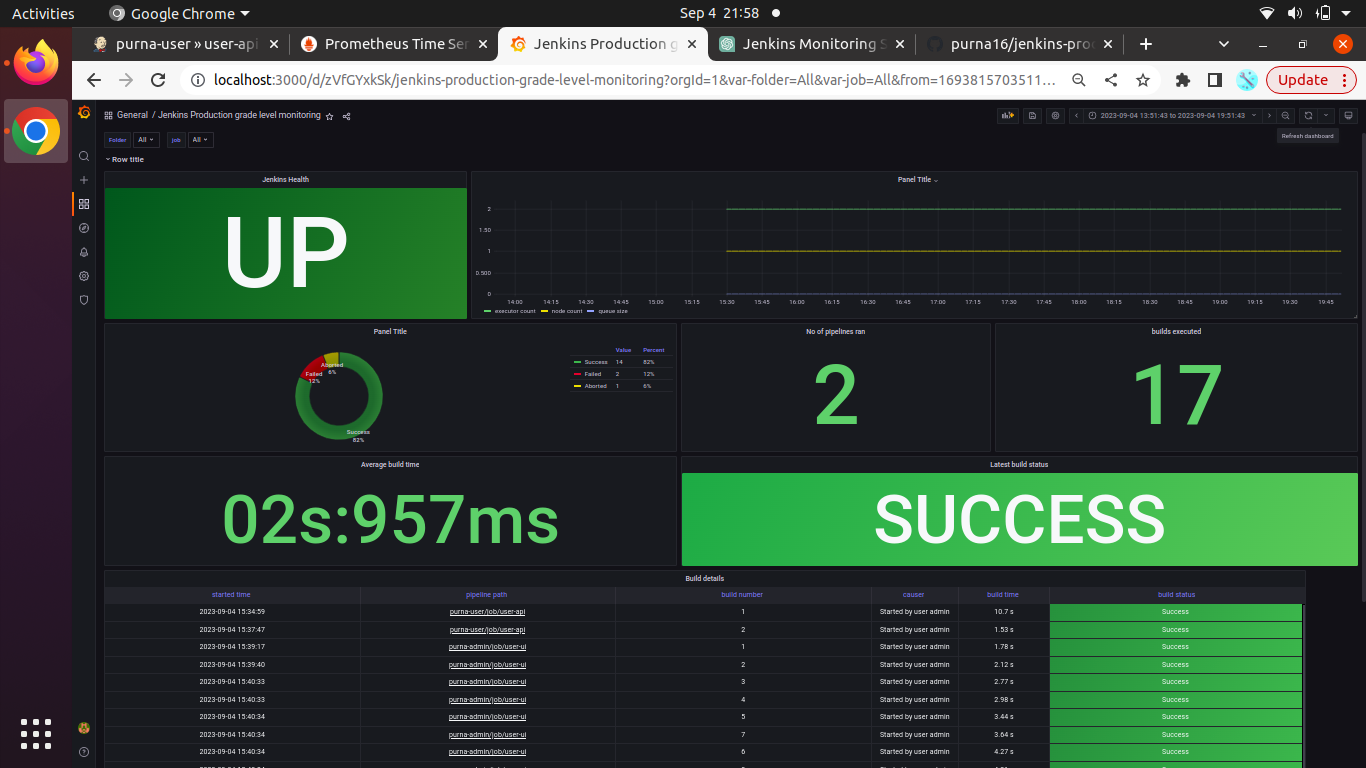 Activities Google Chrome Sep 4 21:58
purna-user » user-api Prometheus Time Ser Jenkins Production g Jenkins Monitoring S purna16/jenkins-pro
localhost:3000/d/zVfGYxkSk/jenkins-production-grade-level-monitoring?orgId=1&var-folder=All&var-job=All&from=1693815703511... Update
General / Jenkins Production grade level monitoring 2023-09-04 13:51:43 to 2023-09-04 19:51:43
Refresh dashboard
Folder All job All
Row title
Jenkins Health
UP
Panel Title
2
1.50
1
0.500
0
14:00 14:15 14:30 14:45 15:00 15:15 15:30 15:45 16:00 16:15 16:30 16:45 17:00 17:15 17:30 17:45 18:00 18:15 18:30 18:45 19:00 19:15 19:30 19:45
executor count node count queue size
Panel Title
Aborted
6%
Failed
12%
Success
82%
Value Percent
Success 14 82%
Failed 2 12%
Aborted 1 6%
No of pipelines ran
2
builds executed
17
Average build time
02s:957ms
Latest build status
SUCCESS
Build details
started time pipeline path build number causer build time build status
2023-09-04 15:34:59 purna-user/job/user-api 1 Started by user admin 10.7 s Success
2023-09-04 15:37:47 purna-user/job/user-api 2 Started by user admin 1.53 s Success
2023-09-04 15:39:17 purna-admin/job/user-ui 1 Started by user admin 1.78 s Success
2023-09-04 15:39:40 purna-admin/job/user-ui 2 Started by user admin 2.12 s Success
2023-09-04 15:40:33 purna-admin/job/user-ui 3 Started by user admin 2.77 s Success
2023-09-04 15:40:33 purna-admin/job/user-ui 4 Started by user admin 2.98 s Success
2023-09-04 15:40:34 purna-admin/job/user-ui 5 Started by user admin 3.44 s Success
2023-09-04 15:40:34 purna-admin/job/user-ui 7 Started by user admin 3.64 s Success
2023-09-04 15:40:34 purna-admin/job/user-ui 6 Started by user admin 4.27 s Success